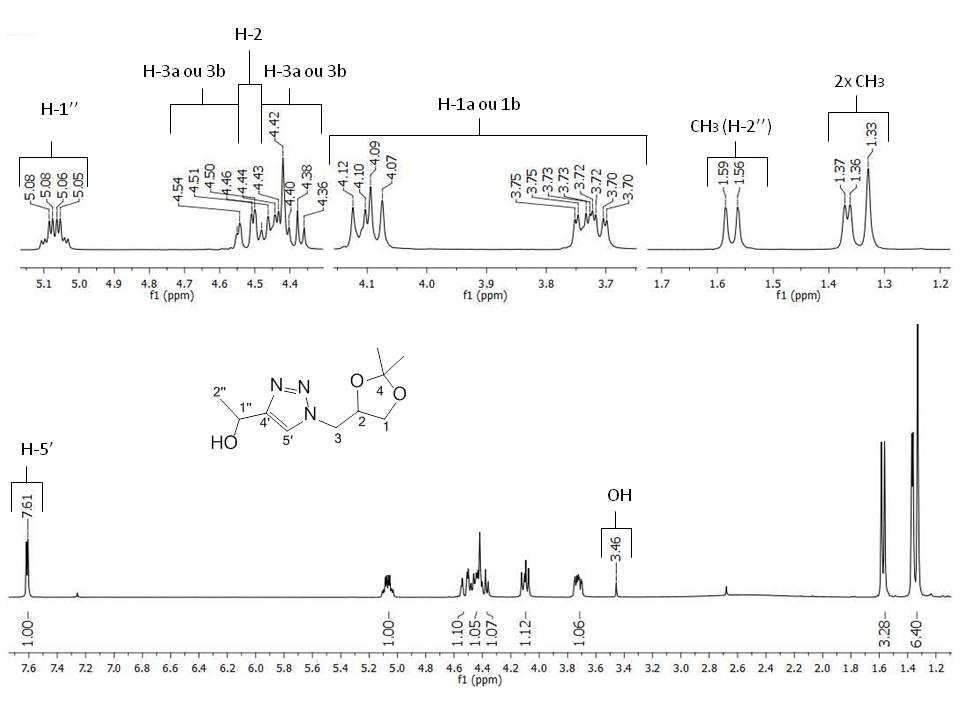 H-2
H-3a ou 3b
H-3a ou 3b
H-1’’
H-1a ou 1b
CH3 (H-2’’)
2x CH3
5.08
5.08
5.06
5.05
4.54
4.51
4.50
4.46
4.44
4.43
4.42
4.40
4.38
4.36
4.12
4.10
4.09
4.07
3.75
3.75
3.73
3.73
3.72
3.72
3.70
3.70
1.59
1.56
1.37
1.36
1.33
5.1 5.0 4.9 4.8 4.7 4.6 4.5 4.4
f1 (ppm)
4.1 4.0 3.9 3.8 3.7
f1 (ppm)
1.7 1.6 1.5 1.4 1.3 1.2
f1 (ppm)
2"
1"
HO
4'
5'
N
N
N
3
2
1
O
O
4
H-5’
7.61
OH
3.46
1.00
1.00
1.10
1.05
1.07
1.12
1.06
3.28
6.40
7.6 7.4 7.2 7.0 6.8 6.6 6.4 6.2 6.0 5.8 5.6 5.4 5.2 5.0 4.8 4.6 4.4 4.2 4.0 3.8 3.6 3.4 3.2 3.0 2.8 2.6 2.4 2.2 2.0 1.8 1.6 1.4 1.2
f1 (ppm)